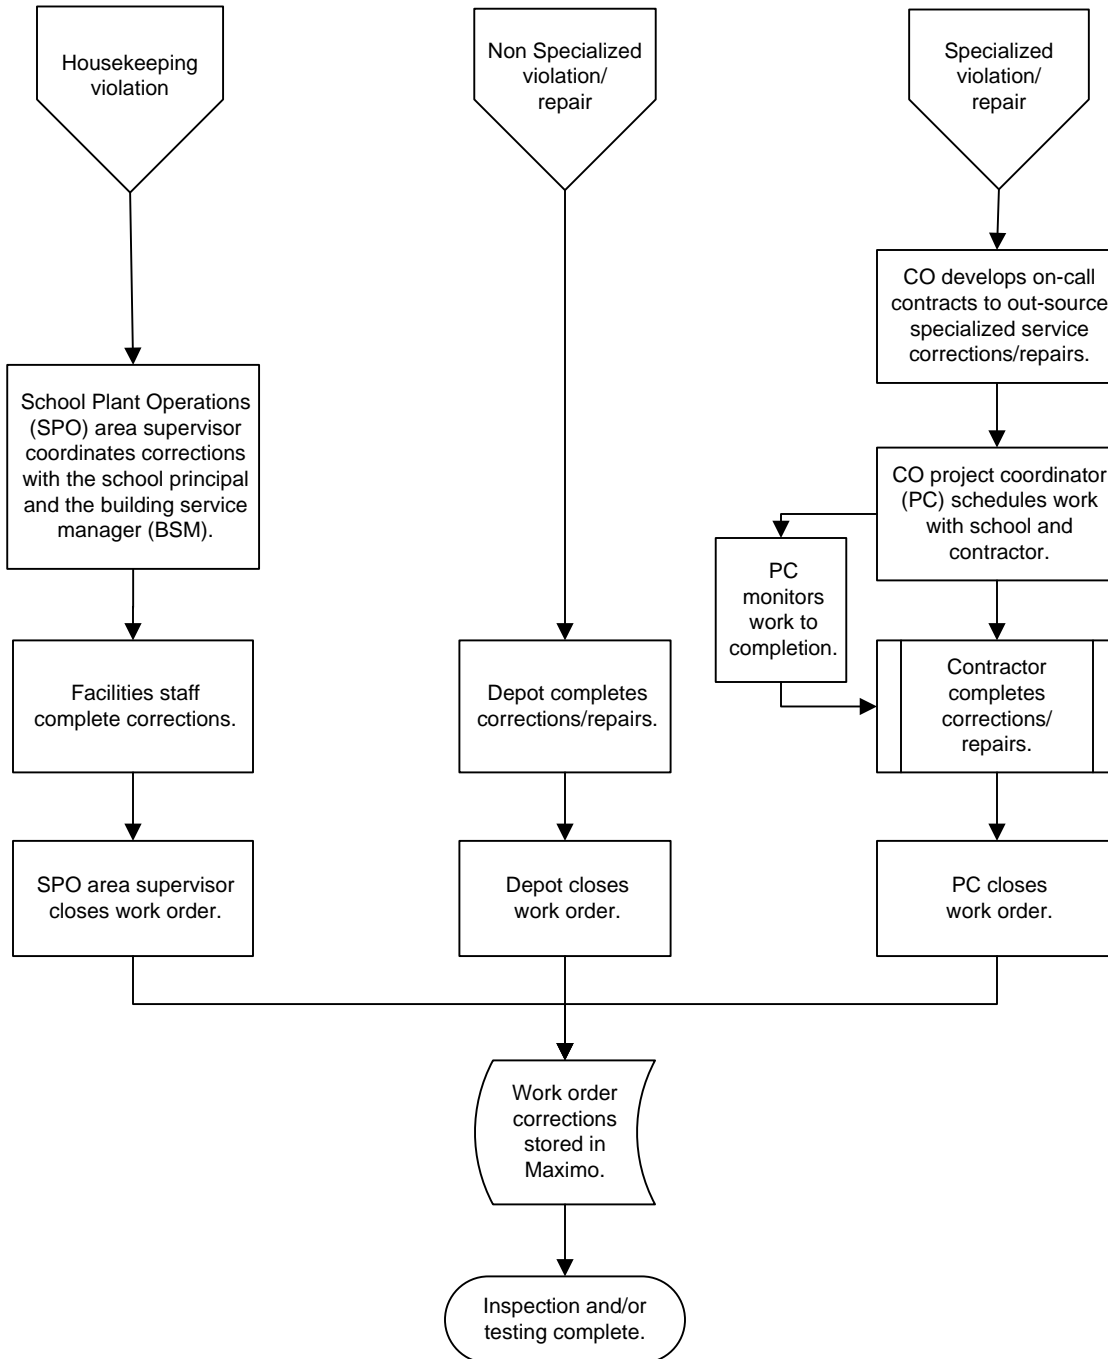 Housekeeping
violation
Non Specialized
violation/
repair
Specialized
violation/
repair
CO develops on-call
contracts to out-source
specialized service
corrections/repairs.
School Plant Operations
(SPO) area supervisor
coordinates corrections
with the school principal
and the building service
manager (BSM).
CO project coordinator
(PC) schedules work
with school and
contractor.
PC
monitors
work to
completion.
Facilities staff
complete corrections.
Depot completes
corrections/repairs.
Contractor
completes
corrections/
repairs.
SPO area supervisor
closes work order.
Depot closes
work order.
PC closes
work order.
Work order
corrections
stored in
Maximo.
Inspection and/or
testing complete.